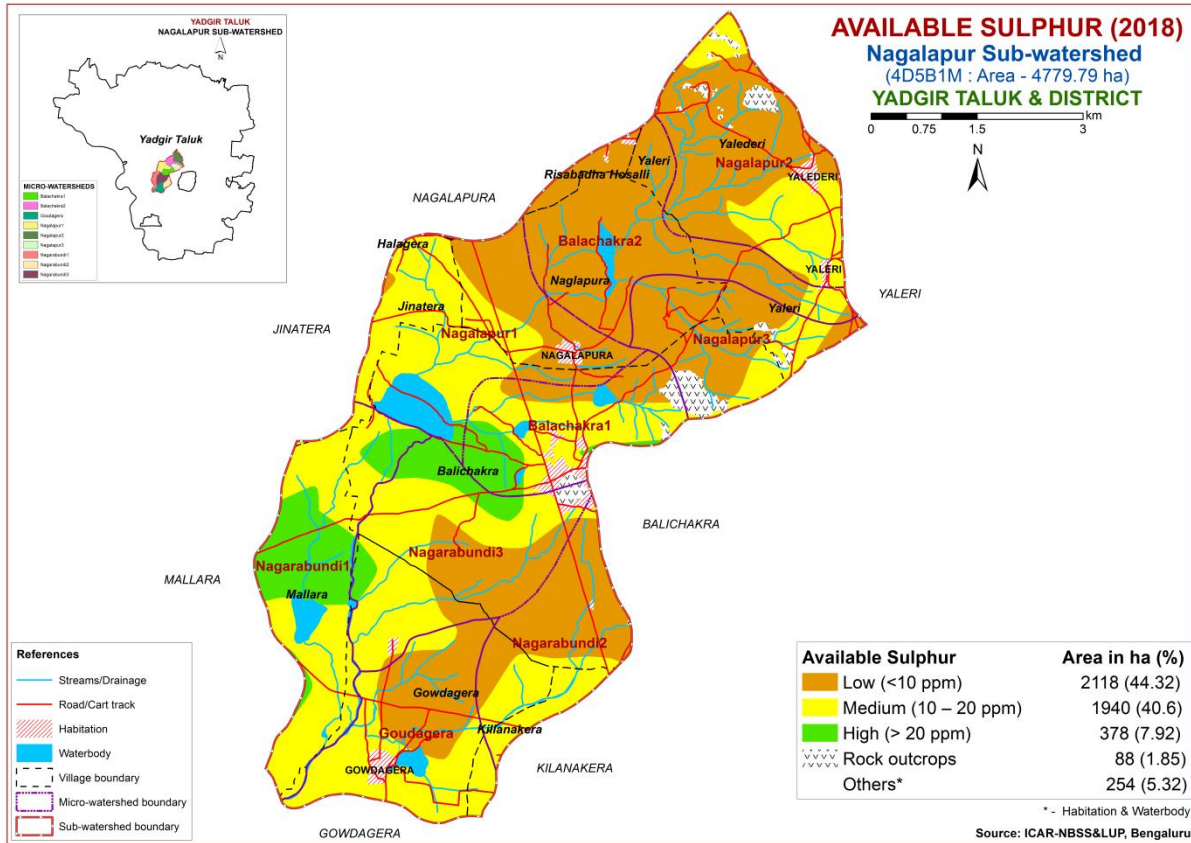 YADGIR TALUK
NAGALAPUR SUB-WATERSHED
N
Yadgir Taluk
MICRO-WATERSHEDS
Balachakra1
Balachakra2
Goudagera
Nagalapur1
Nagalapur2
Nagalapur3
Nagarabundi1
Nagarabundi2
Nagarabundi3
AVAILABLE SULPHUR (2018)
Nagalapur Sub-watershed
(4D5B1M : Area - 4779.79 ha)
YADGIR TALUK & DISTRICT
km
0 0.75 1.5 3
N
Yalederi
Yaleri
Nagalapur2
Risabadha Hosalli
YALEDERI
NAGALAPURA
Balachakra2
Halagera
YALERI
Naglapura
YALERI
Jinatera
Yaleri
JINATERA
Nagalapur1
Nagalapur3
NAGALAPURA
Balachakra1
Balichakra
BALICHAKRA
Nagarabundi3
Nagarabundi1
MALLARA
Mallara
Nagarabundi2
Gowdagera
Killanakera
Goudagera
GOWDAGERA
KILANAKERA
GOWDAGERA
References
Streams/Drainage
Road/Cart track
Habitation
Waterbody
Village boundary
Micro-watershed boundary
Sub-watershed boundary
Available Sulphur Area in ha (%)
Low (<10 ppm) 2118 (44.32)
Medium (10 – 20 ppm) 1940 (40.6)
High (> 20 ppm) 378 (7.92)
Rock outcrops 88 (1.85)
Others* 254 (5.32)
* - Habitation & Waterbody
Source: ICAR-NBSS&LUP, Bengaluru